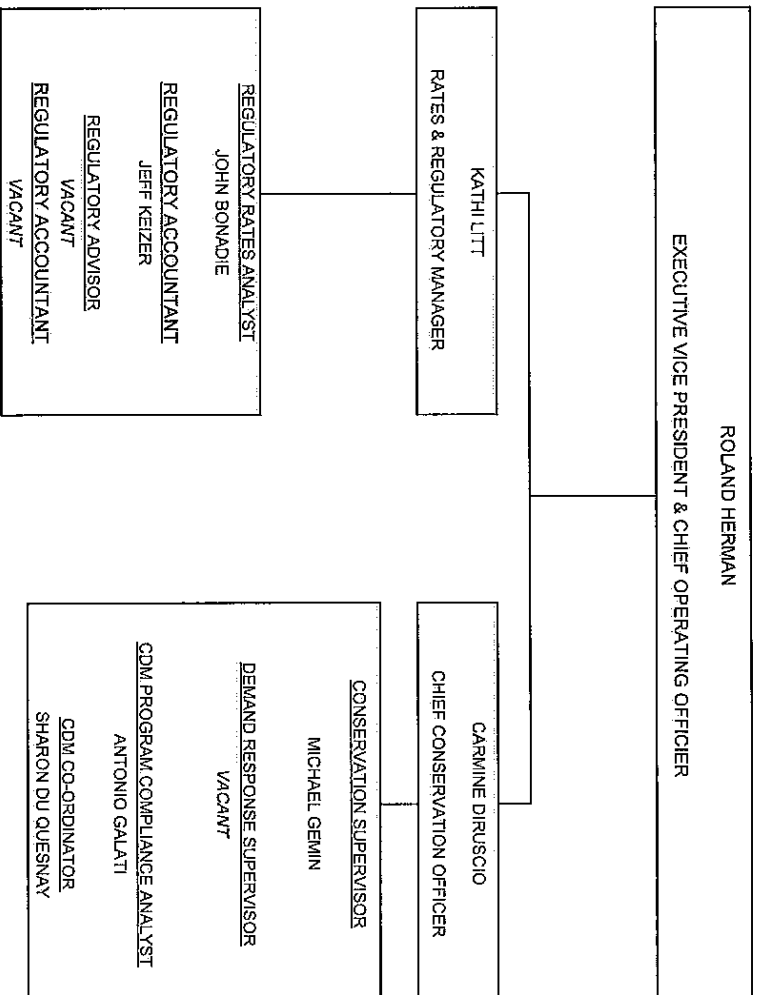 ROLAND HERMAN
EXECUTIVE VICE PRESIDENT & CHIEF OPERATING OFFICIER
KATHI LITT
RATES & REGULATORY MANAGER
REGULATORY RATES ANALYST
JOHN BONADIE
REGULATORY ACCOUNTANT
JEFF KEIZER
REGULATORY ADVISOR
VACANT
REGULATORY ACCOUNTANT
VACANT
CARMINE DIRUSCIO
CHIEF CONSERVATION OFFICER
CONSERVATION SUPERVISOR
MICHAEL GEMIN
DEMAND RESPONSE SUPERVISOR
VACANT
CDM PROGRAM COMPLIANCE ANALYST
ANTONIO GALATI
CDM CO-ORDINATOR
SHARON DU QUESNAY